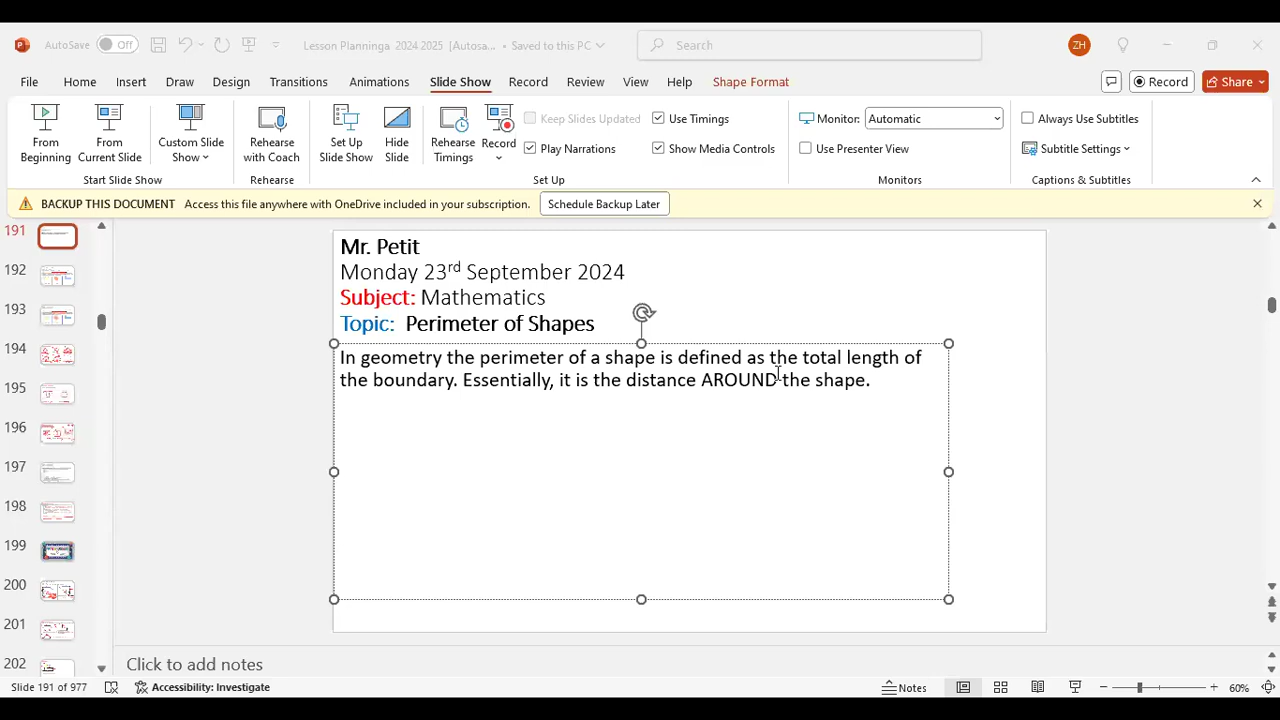 AutoSave Off Lesson Planninga 2024 2025 (Autosa... • Saved to this PC Search ZH
File Home Insert Draw Design Transitions Animations Slide Show Record Review View Help Shape Format Record Share
From Beginning
From Current Slide
Custom Slide Show
Start Slide Show
Rehearse with Coach
Rehearse
Set Up Slide Show
Hide Slide
Rehearse Timings
Record
Keep Slides Updated
Use Timings
Play Narrations
Show Media Controls
Set Up
Monitor: Automatic
Use Presenter View
Monitors
Always Use Subtitles
Subtitle Settings
Captions & Subtitles
BACKUP THIS DOCUMENT Access this file anywhere with OneDrive included in your subscription. Schedule Backup Later
191
192
193
194
195
196
197
198
199
200
201
202
Mr. Petit
Monday 23rd September 2024
Subject: Mathematics
Topic: Perimeter of Shapes
In geometry the perimeter of a shape is defined as the total length of
the boundary. Essentially, it is the distance AROUND the shape.
Click to add notes
Slide 191 of 977 Accessibility: Investigate Notes 60%